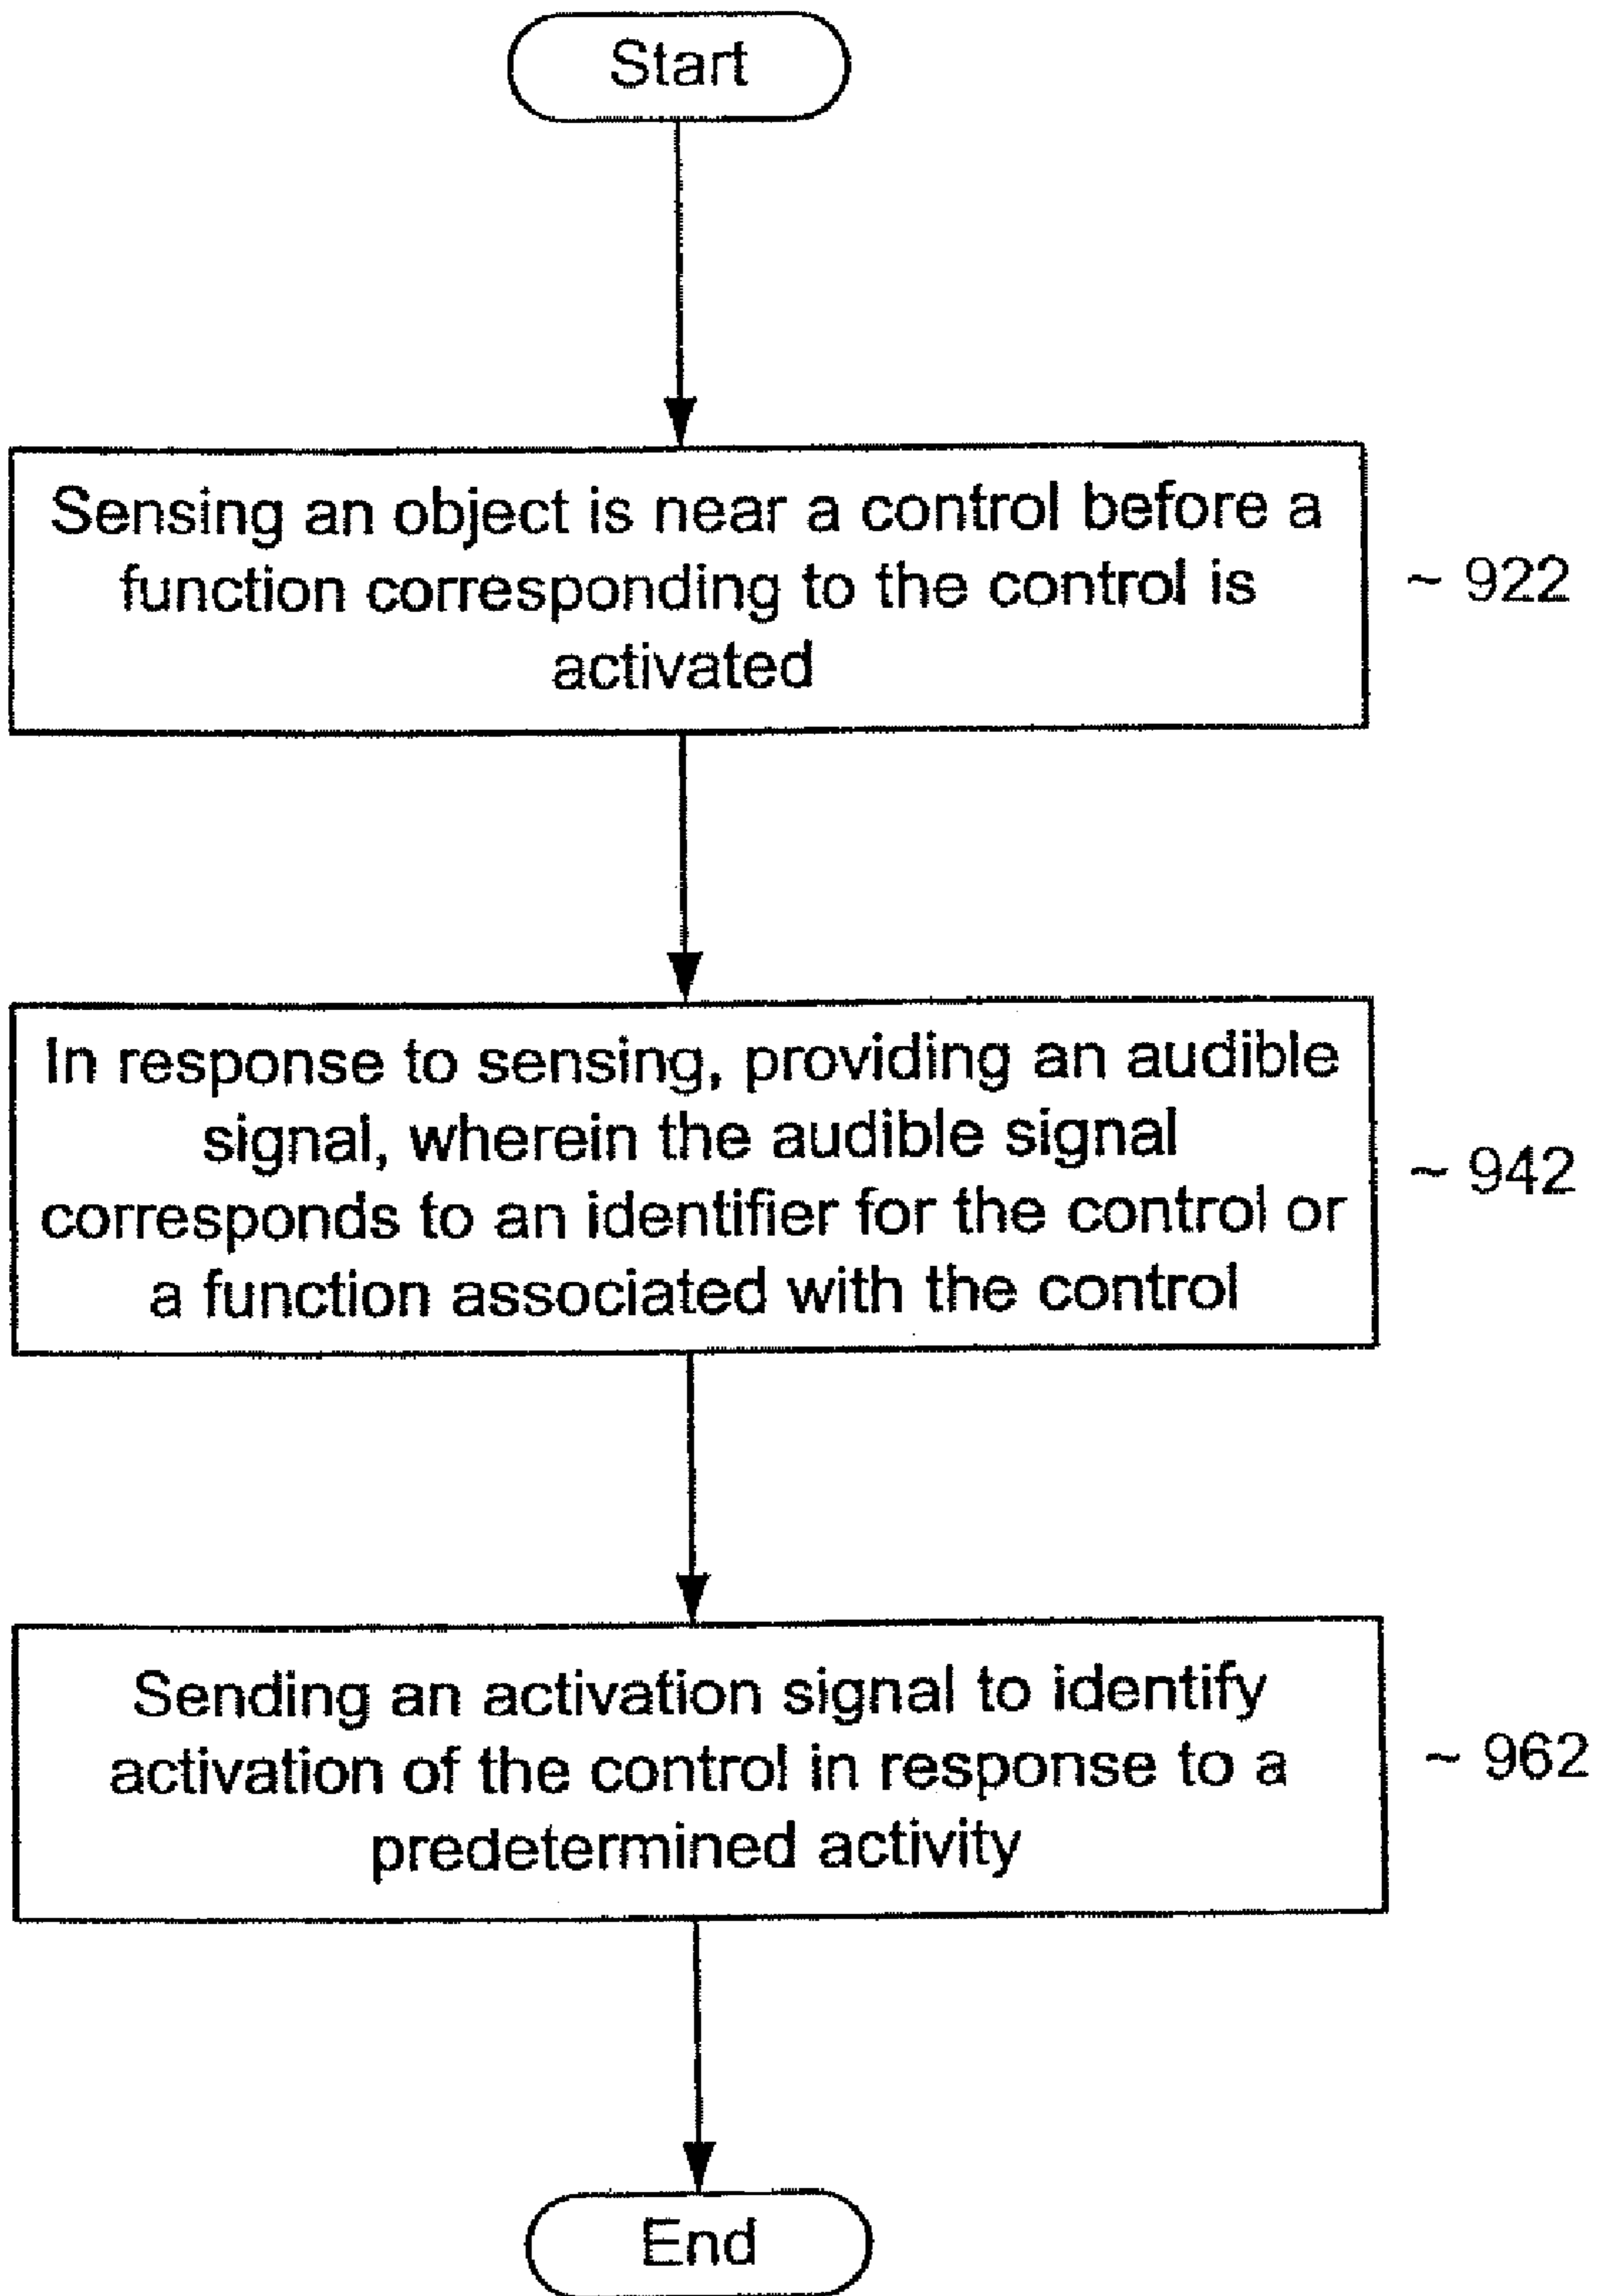 Start
Sensing an object is near a control before a
function corresponding to the control is
activated
~ 922
In response to sensing, providing an audible
signal, wherein the audible signal
corresponds to an identifier for the control or
a function associated with the control
~ 942
Sending an activation signal to identify
activation of the control in response to a
predetermined activity
~ 962
End